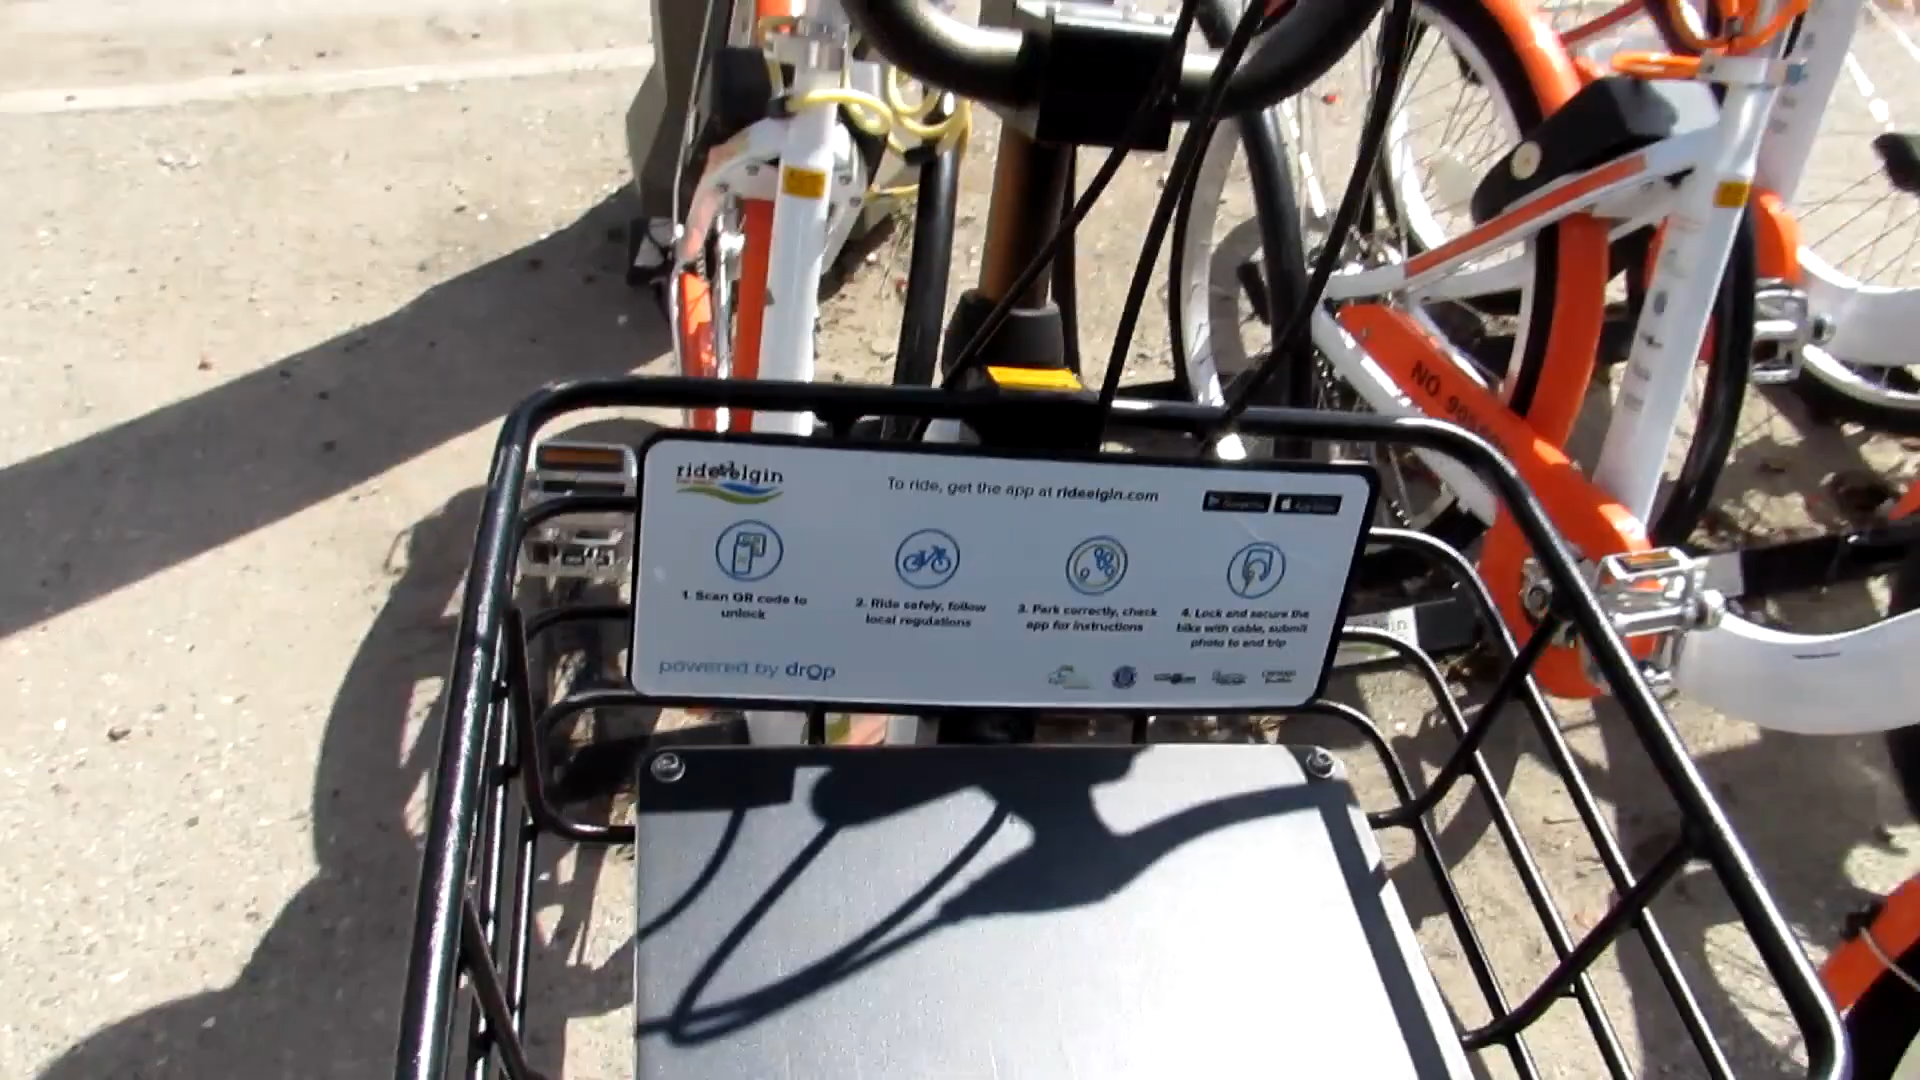 ride elgin
To ride, get the app at rideelgin.com
1. Scan QR code to
unlock
2. Ride safely, follow
local regulations
3. Park correctly, check
app for instructions
4. Lock and secure the
bike with cable, submit
photo to end trip
powered by drop
NO